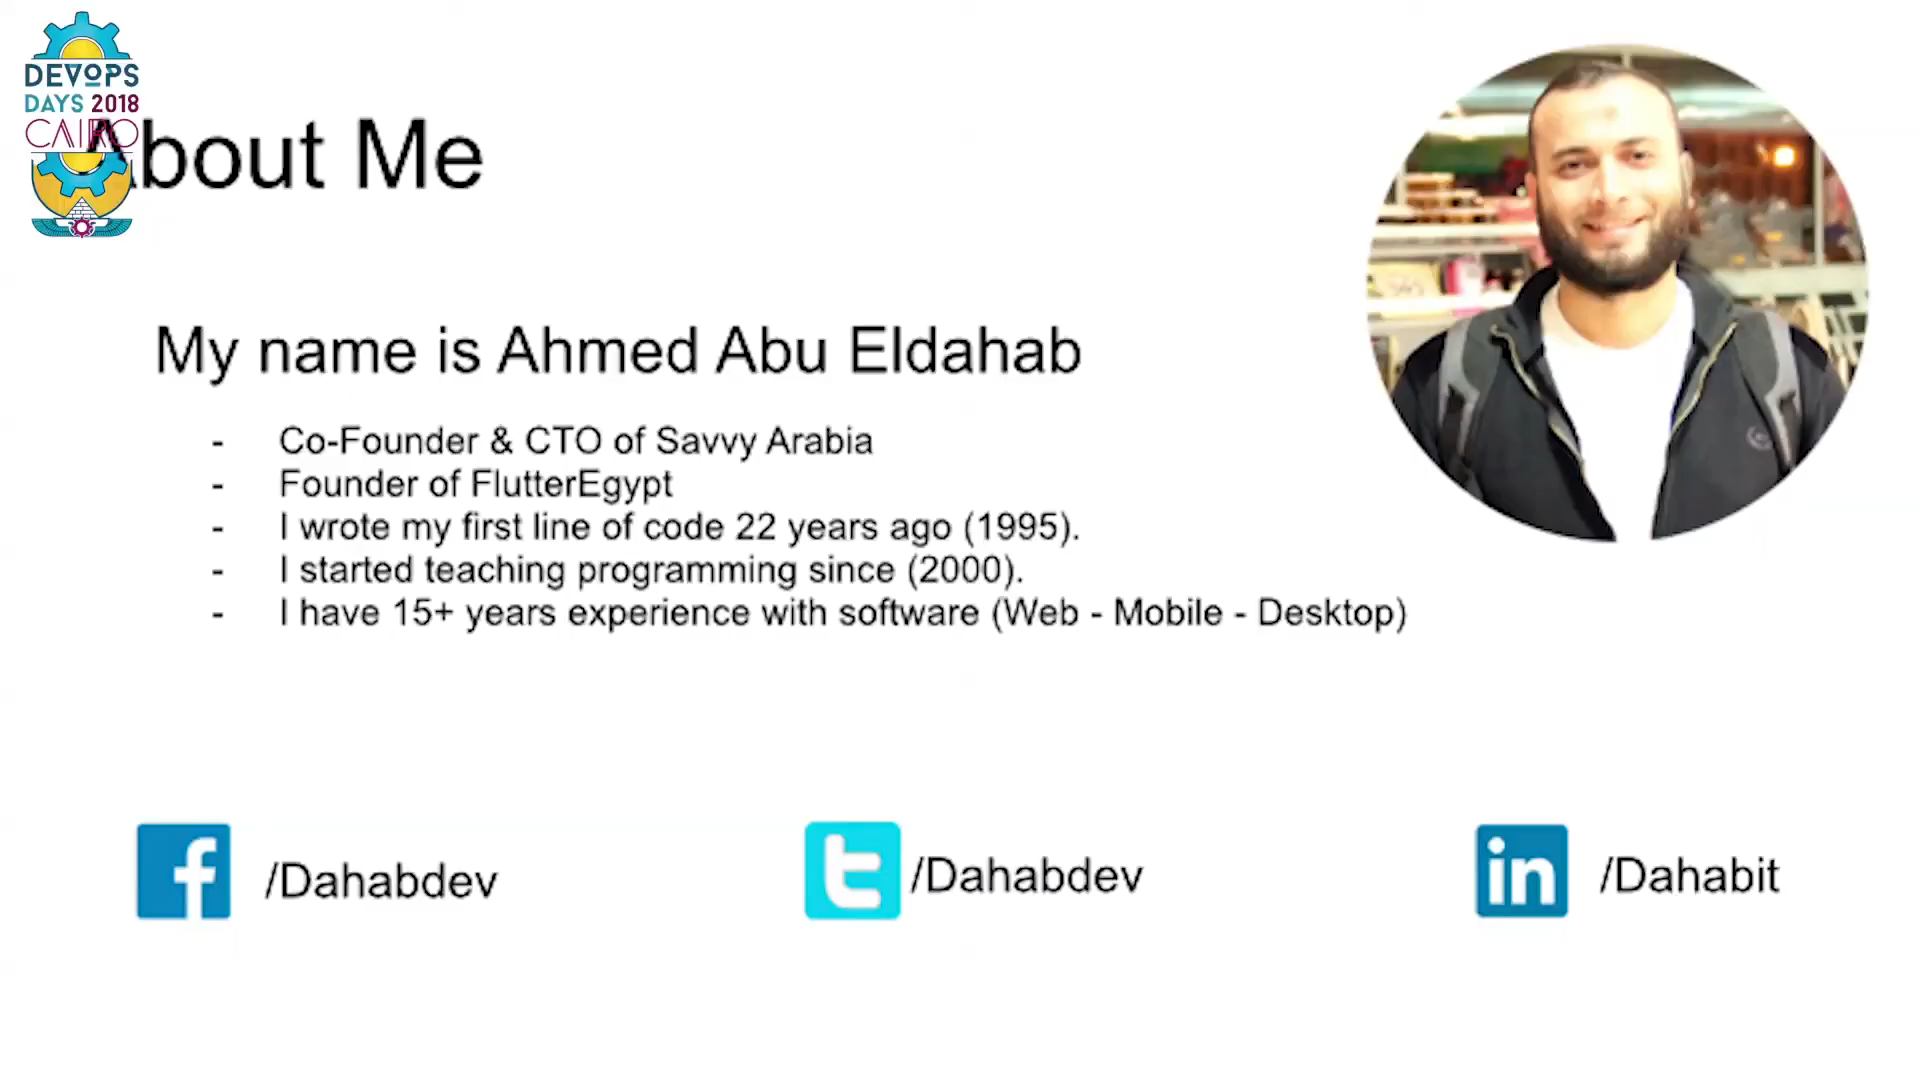 DEVOPS
DAYS 2018
CAIRO
About Me
My name is Ahmed Abu Eldahab
- Co-Founder & CTO of Savvy Arabia
- Founder of FlutterEgypt
- I wrote my first line of code 22 years ago (1995).
- I started teaching programming since (2000).
- I have 15+ years experience with software (Web - Mobile - Desktop)
f /Dahabdev
t /Dahabdev
in /Dahabit